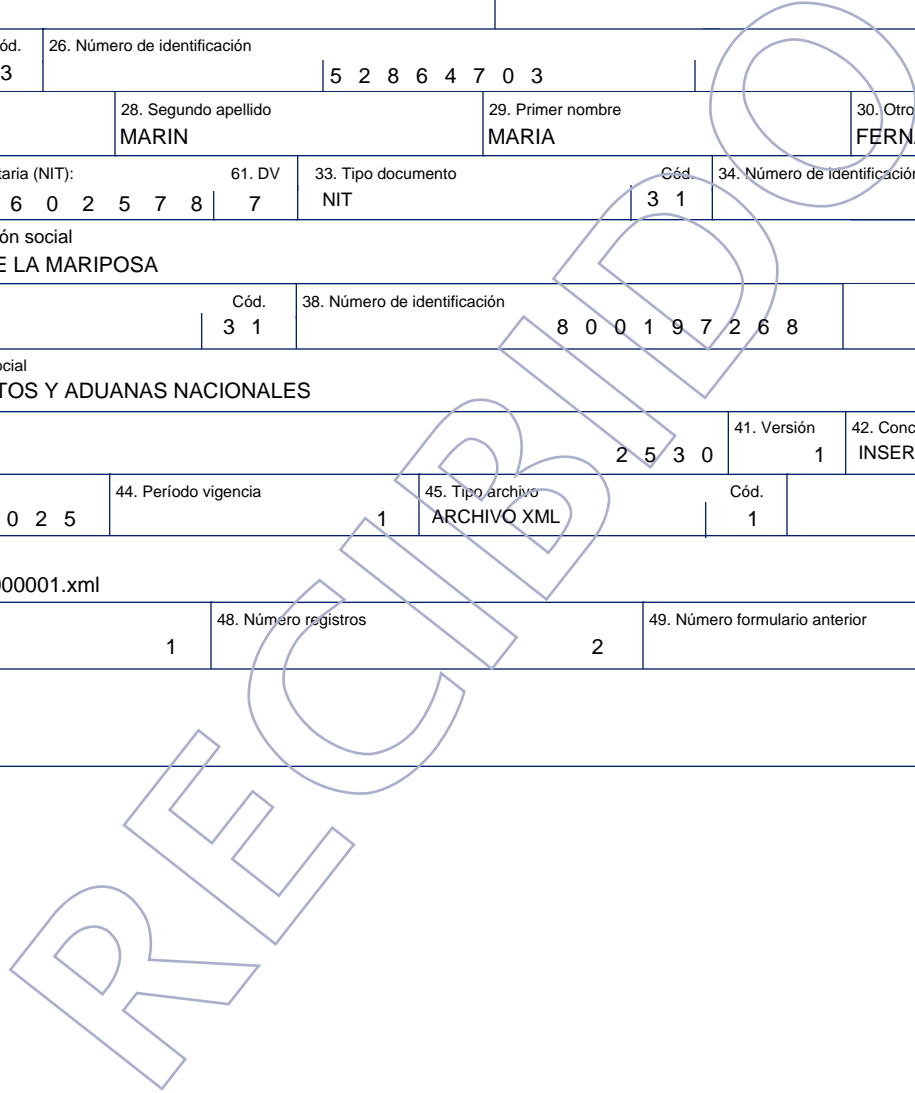 ód. 26. Número de identificación
3 5 2 8 6 4 7 0 3
28. Segundo apellido 29. Primer nombre 30. Otro
MARIN MARIA FERNA
taria (NIT): 61. DV 33. Tipo documento Cód. 34. Número de identificación
6 0 2 5 7 8 7 NIT 3 1
ón social
E LA MARIPOSA
Cód. 38. Número de identificación
3 1 8 0 0 1 9 7 2 6 8
ocial
TOS Y ADUANAS NACIONALES
41. Versión 42. Conc
2 5 3 0 1 INSER
44. Período vigencia 45. Tipo archivo Cód.
0 2 5 1 ARCHIVO XML 1
000001.xml
48. Número registros 49. Número formulario anterior
1 2
RECIBIDO